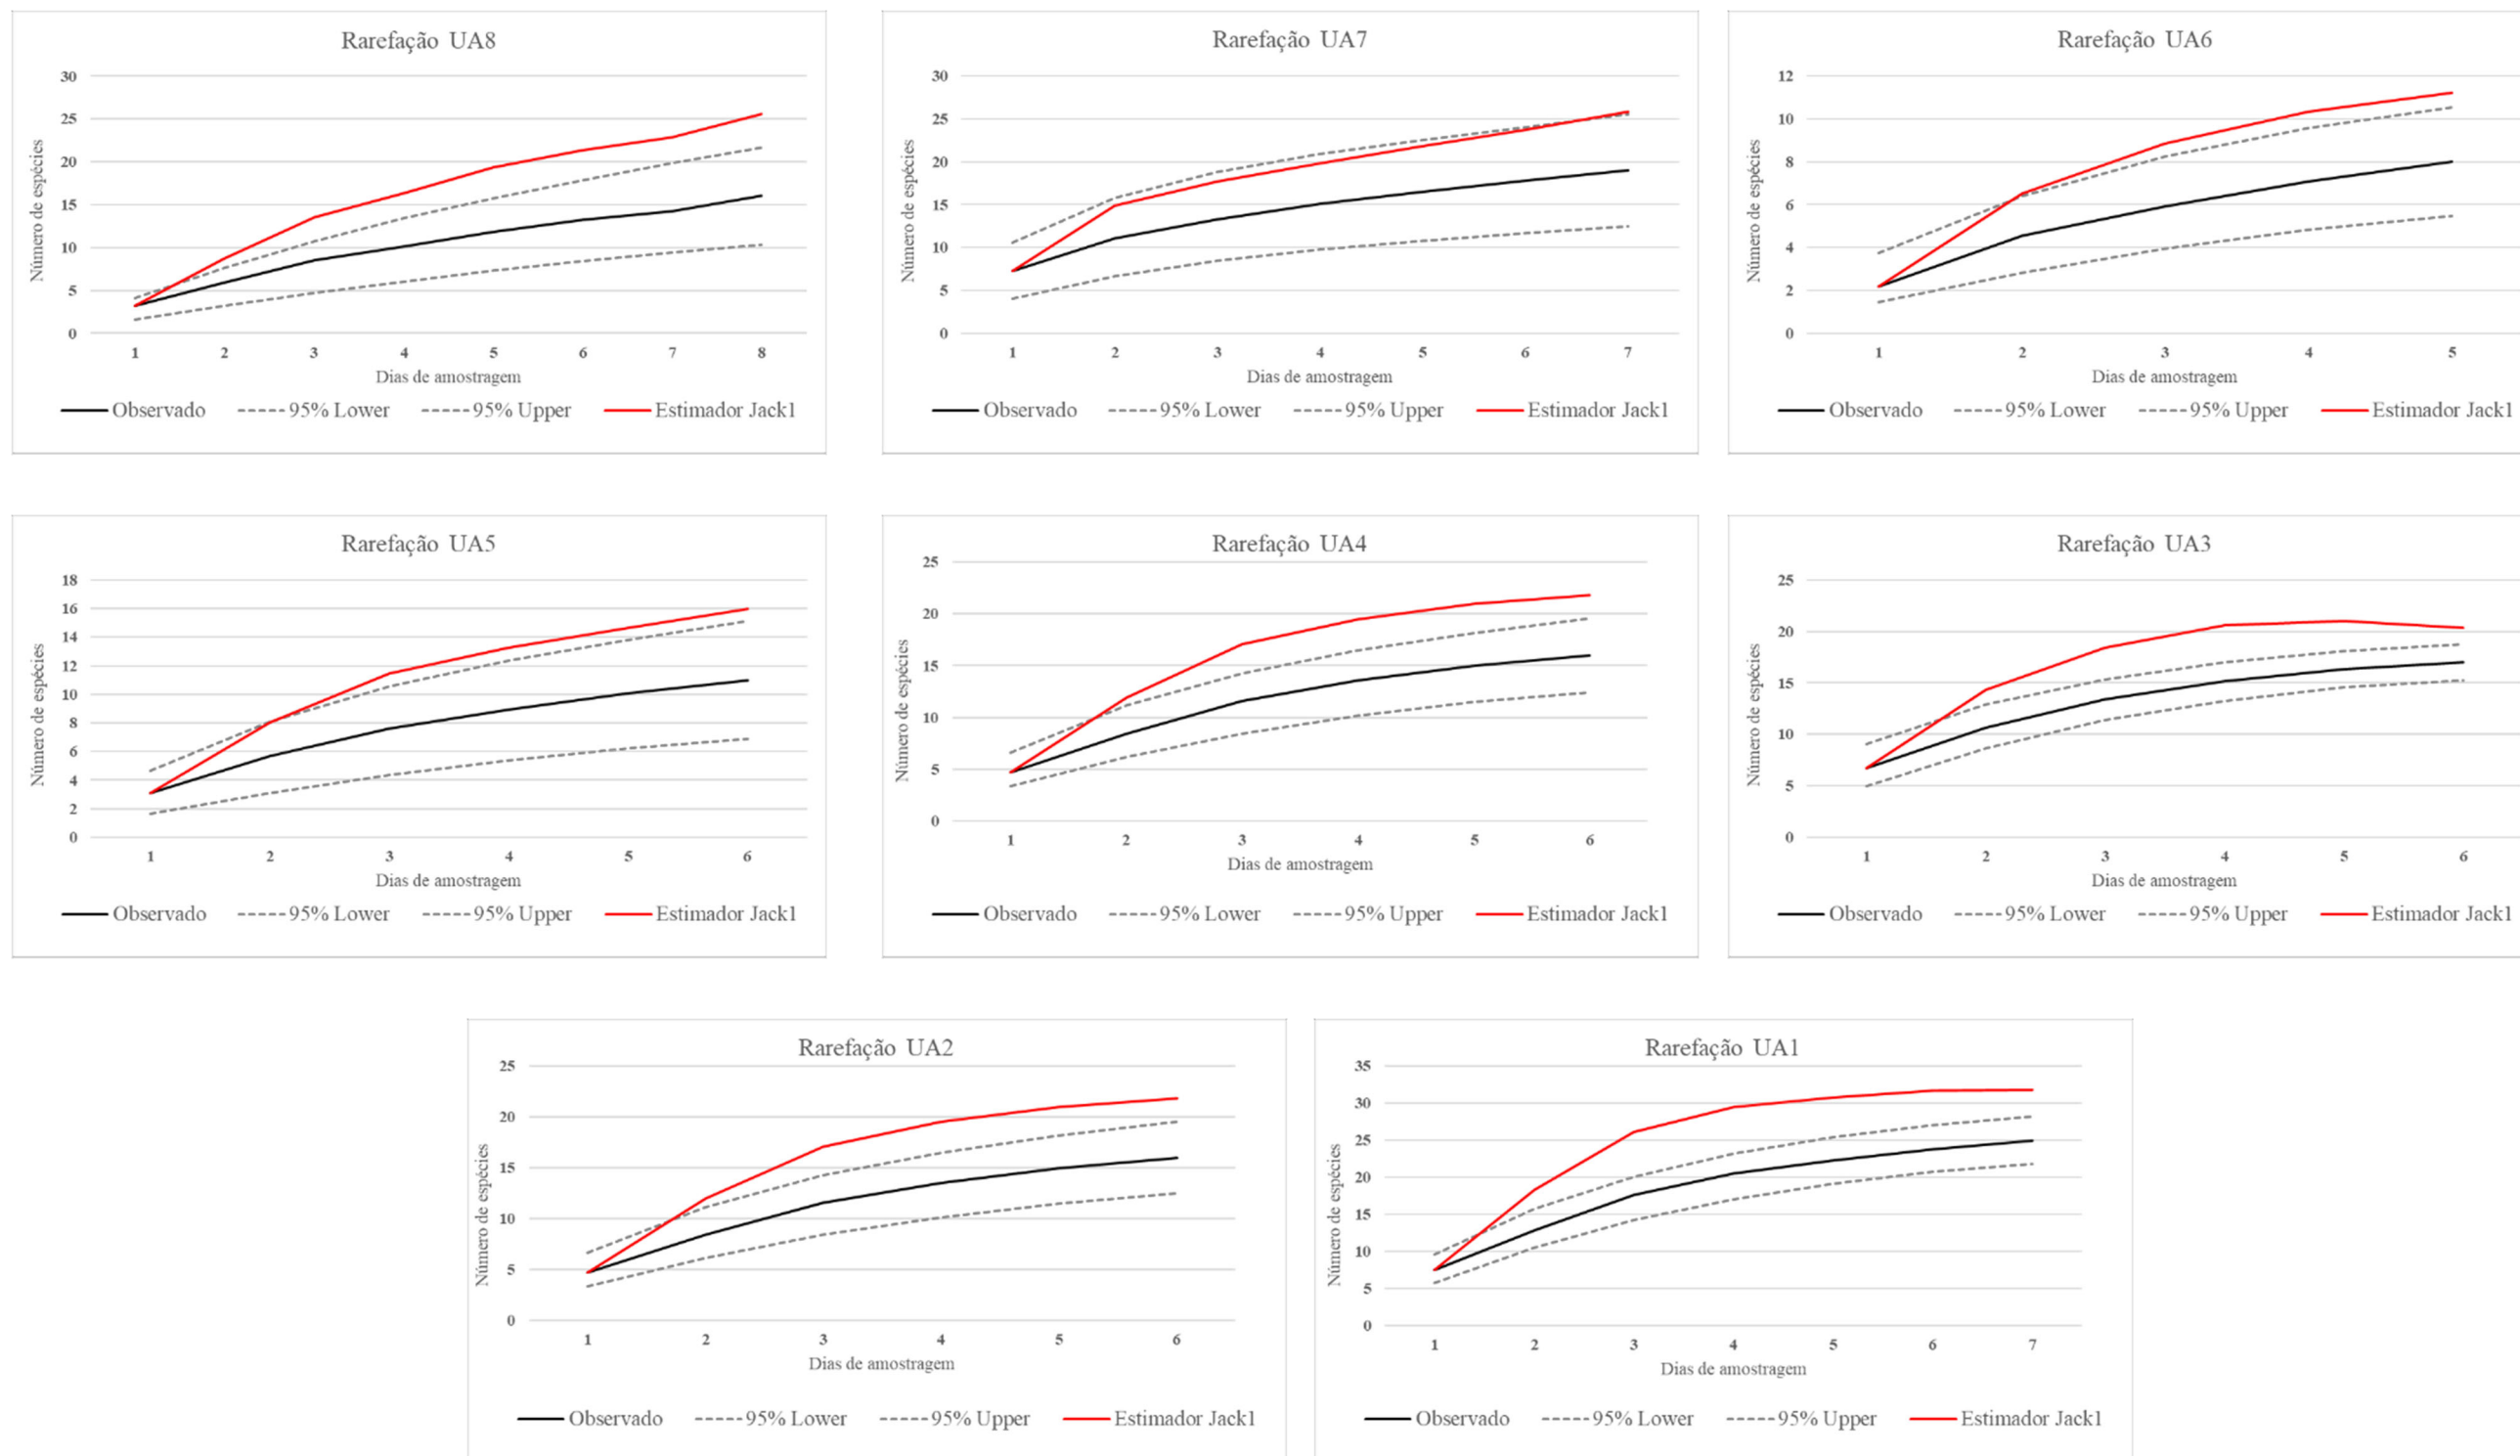 Rarefação UA8
Número de espécies
30
25
20
15
10
5
0
1 2 3 4 5 6 7 8
Dias de amostragem
Observado 95% Lower 95% Upper Estimador Jack1
Rarefação UA7
Número de espécies
30
25
20
15
10
5
0
1 2 3 4 5 6 7
Dias de amostragem
Observado 95% Lower 95% Upper Estimador Jack1
Rarefação UA6
Número de espécies
12
10
8
6
4
2
0
1 2 3 4 5
Dias de amostragem
Observado 95% Lower 95% Upper Estimador Jack1
Rarefação UA5
Número de espécies
18
16
14
12
10
8
6
4
2
0
1 2 3 4 5 6
Dias de amostragem
Observado 95% Lower 95% Upper Estimador Jack1
Rarefação UA4
Número de espécies
25
20
15
10
5
0
1 2 3 4 5 6
Dias de amostragem
Observado 95% Lower 95% Upper Estimador Jack1
Rarefação UA3
Número de espécies
25
20
15
10
5
0
1 2 3 4 5 6
Dias de amostragem
Observado 95% Lower 95% Upper Estimador Jack1
Rarefação UA2
Número de espécies
25
20
15
10
5
0
1 2 3 4 5 6
Dias de amostragem
Observado 95% Lower 95% Upper Estimador Jack1
Rarefação UA1
Número de espécies
35
30
25
20
15
10
5
0
1 2 3 4 5 6 7
Dias de amostragem
Observado 95% Lower 95% Upper Estimador Jack1